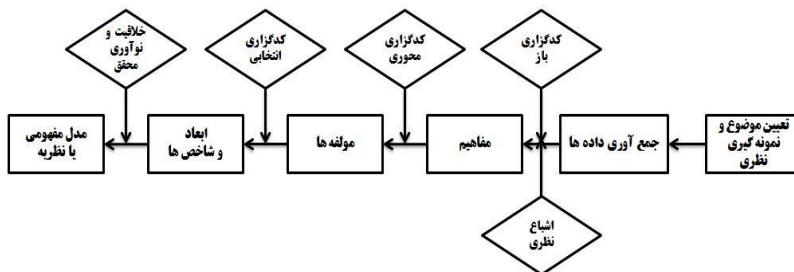 کدگزاری
باز
کدگزاری
محوری
کدگزاری
انتخابی
خلاقیت و
نوآوری
محقق
تعیین موضوع و
نمونه گیری
نظری
جمع آوری داده ها
مفاهیم
مولفه ها
ابعاد
و شاخص ها
مدل مفهومی
یا نظریه
اشباع
نظری